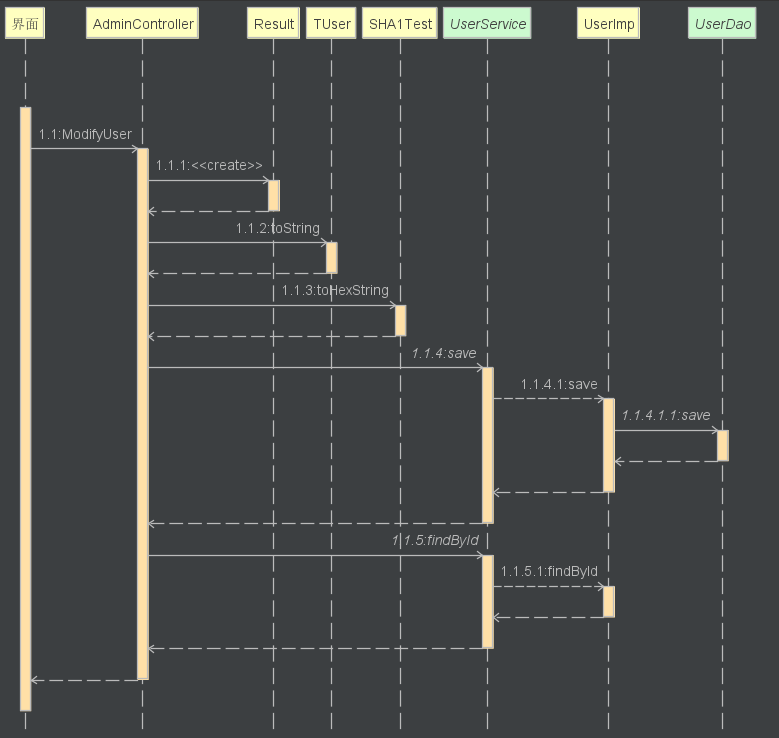 界面 AdminController Result TUser SHA1Test UserService UserImp UserDao
1.1:ModifyUser
1.1.1:<<create>>
1.1.2:toString
1.1.3:toHexString
1.1.4:save
1.1.4.1:save
1.1.4.1.1:save
1.1.5:findById
1.1.5.1:findById